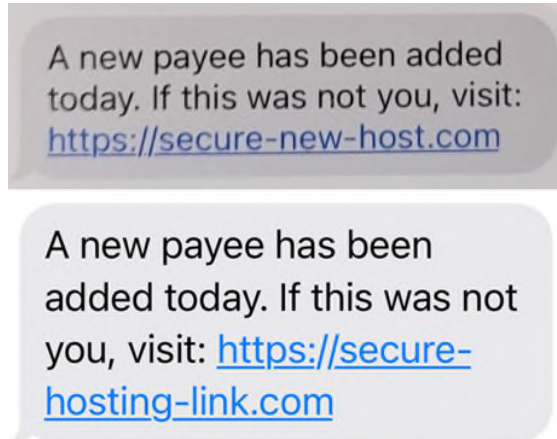 A new payee has been added
today. If this was not you, visit:
https://secure-new-host.com
A new payee has been
added today. If this was not
you, visit: https://secure-
hosting-link.com